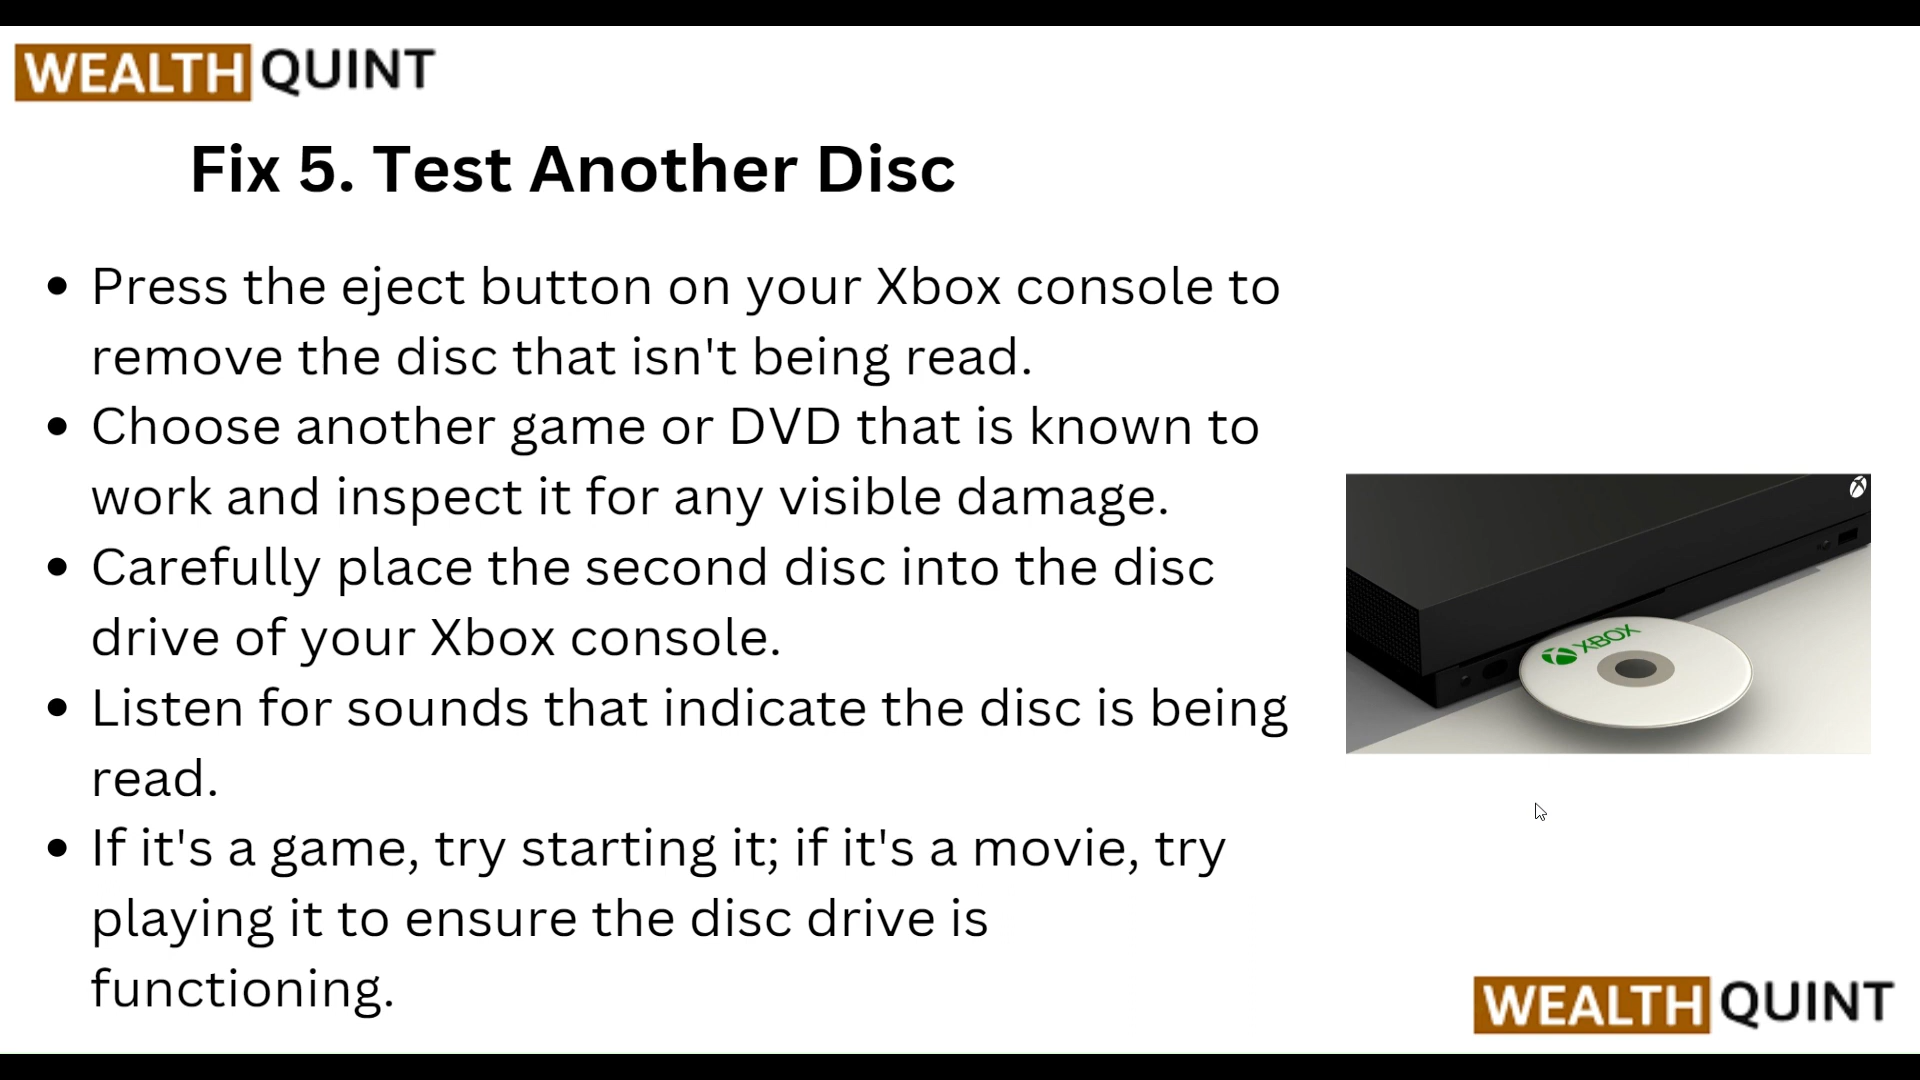 WEALTH QUINT
Fix 5. Test Another Disc
• Press the eject button on your Xbox console to
remove the disc that isn't being read.
• Choose another game or DVD that is known to
work and inspect it for any visible damage.
• Carefully place the second disc into the disc
drive of your Xbox console.
• Listen for sounds that indicate the disc is being
read.
• If it's a game, try starting it; if it's a movie, try
playing it to ensure the disc drive is
functioning.
XBOX
WEALTH QUINT